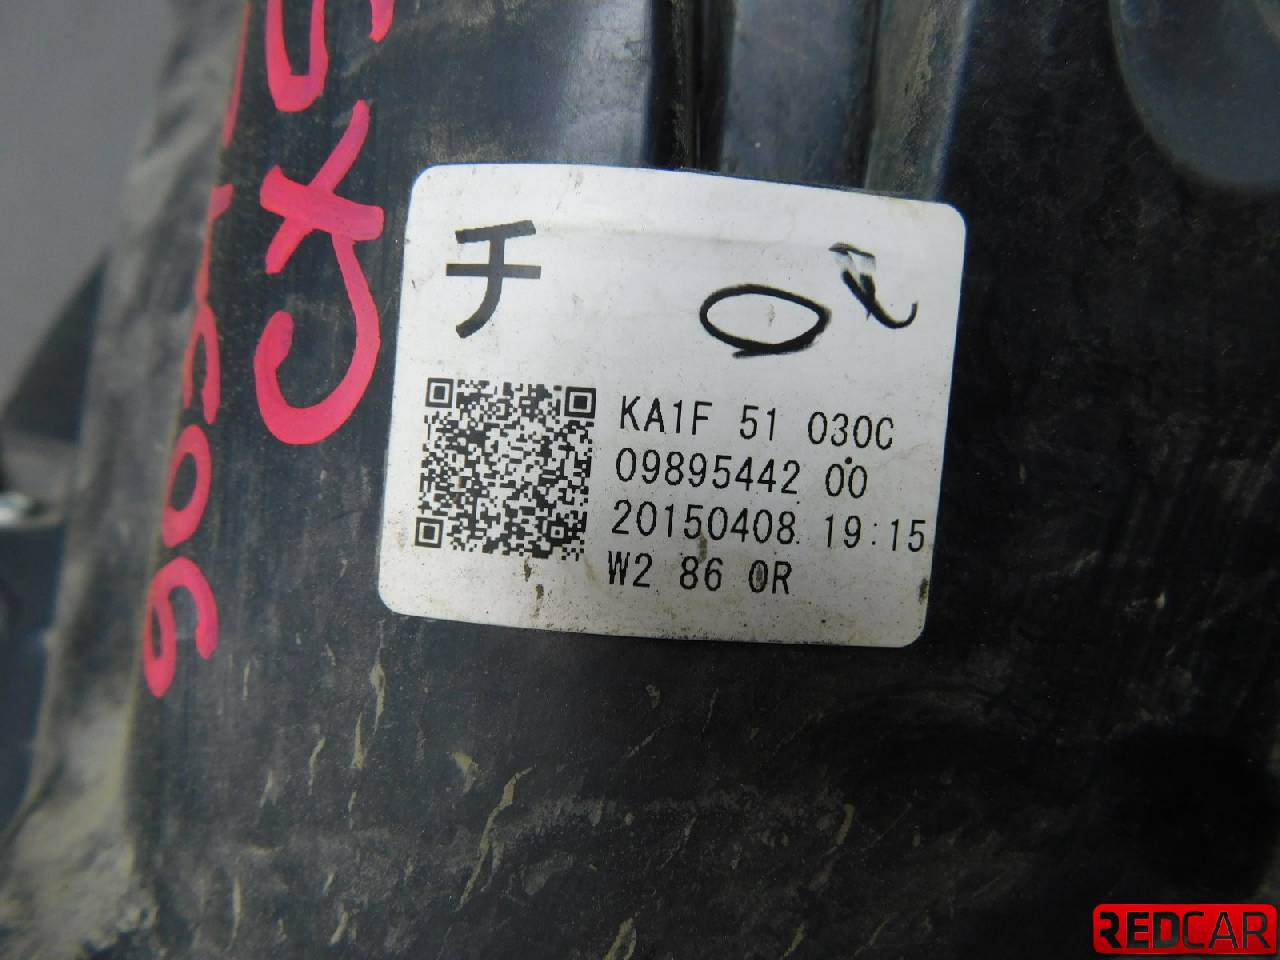 チ
KA1F 51 030C
09895442 00
20150408 19:15
W2 86 0R
REDCAR